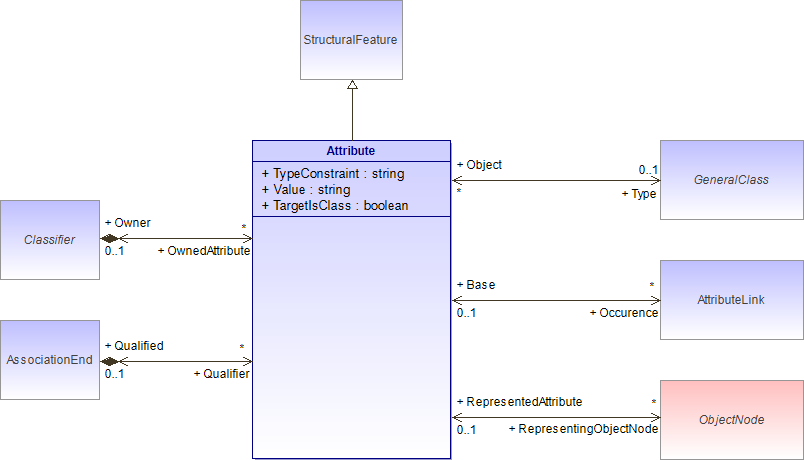 StructuralFeature
Attribute
+ TypeConstraint : string
+ Value : string
+ TargetIsClass : boolean
+ Object
*
0..1
+ Type
GeneralClass
Classifier
+ Owner
0..1
*
+ OwnedAttribute
+ Base
0..1
*
+ Occurence
AttributeLink
AssociationEnd
+ Qualified
0..1
*
+ Qualifier
+ RepresentedAttribute
0..1
*
+ RepresentingObjectNode
ObjectNode